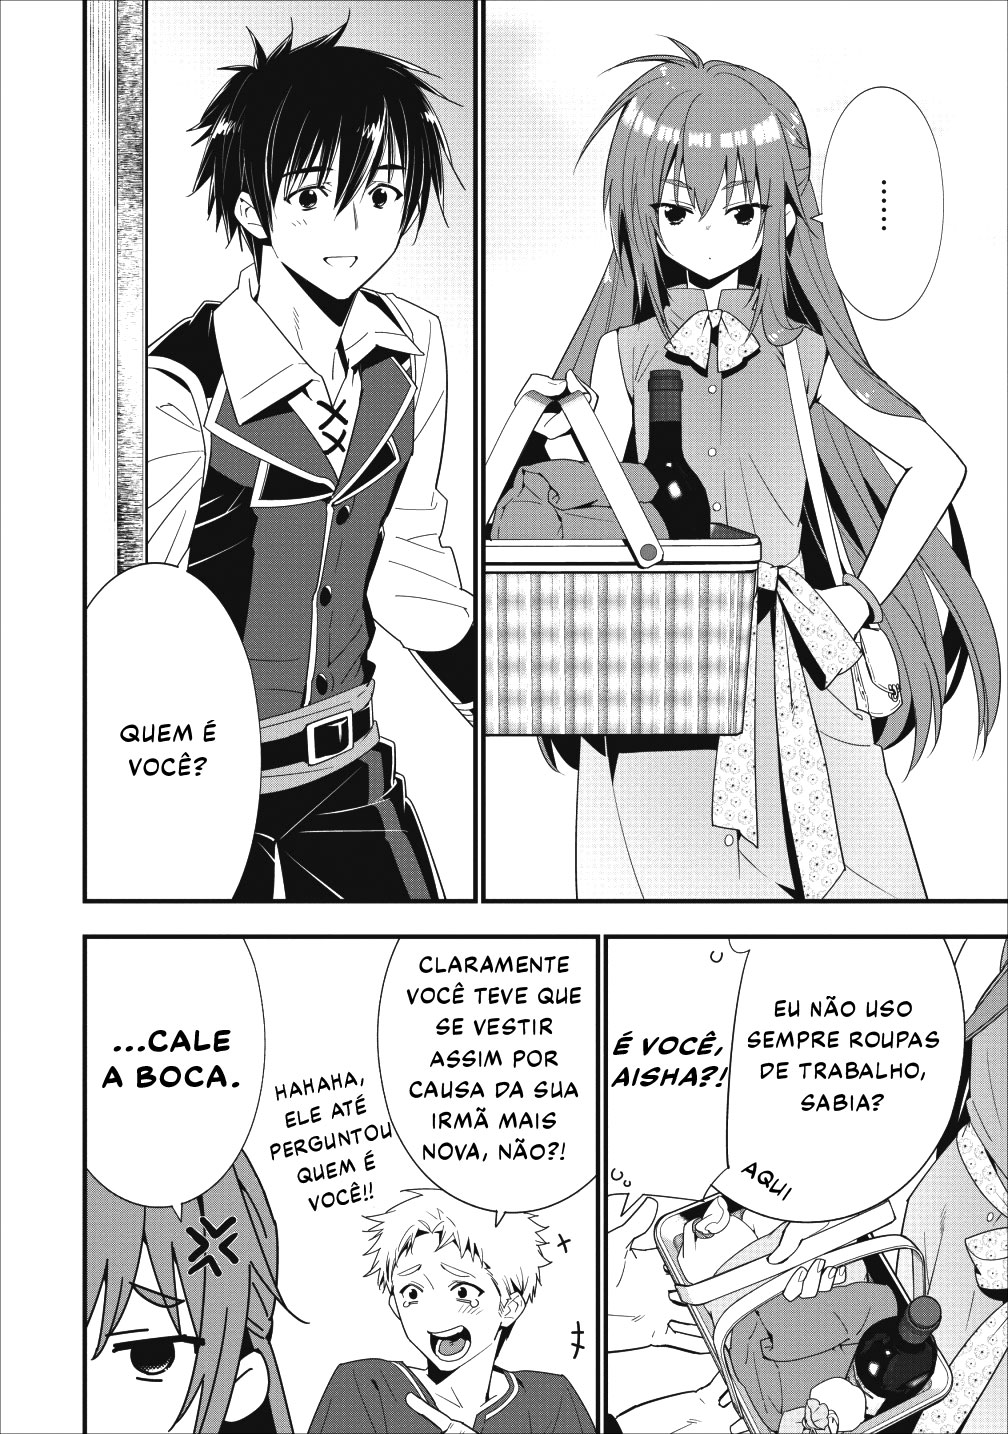 ......
QUEM É
VOCÊ?
EU NÃO USO
SEMPRE ROUPAS
DE TRABALHO,
SABIA?
É VOCÊ,
AISHA?!
AQUI
CLARAMENTE
VOCÊ TEVE QUE
SE VESTIR
ASSIM POR
CAUSA DA SUA
IRMÃ MAIS
NOVA, NÃO?!
HAHAHA,
ELE ATÉ
PERGUNTOU
QUEM É
VOCÊ!!
...CALE
A BOCA.